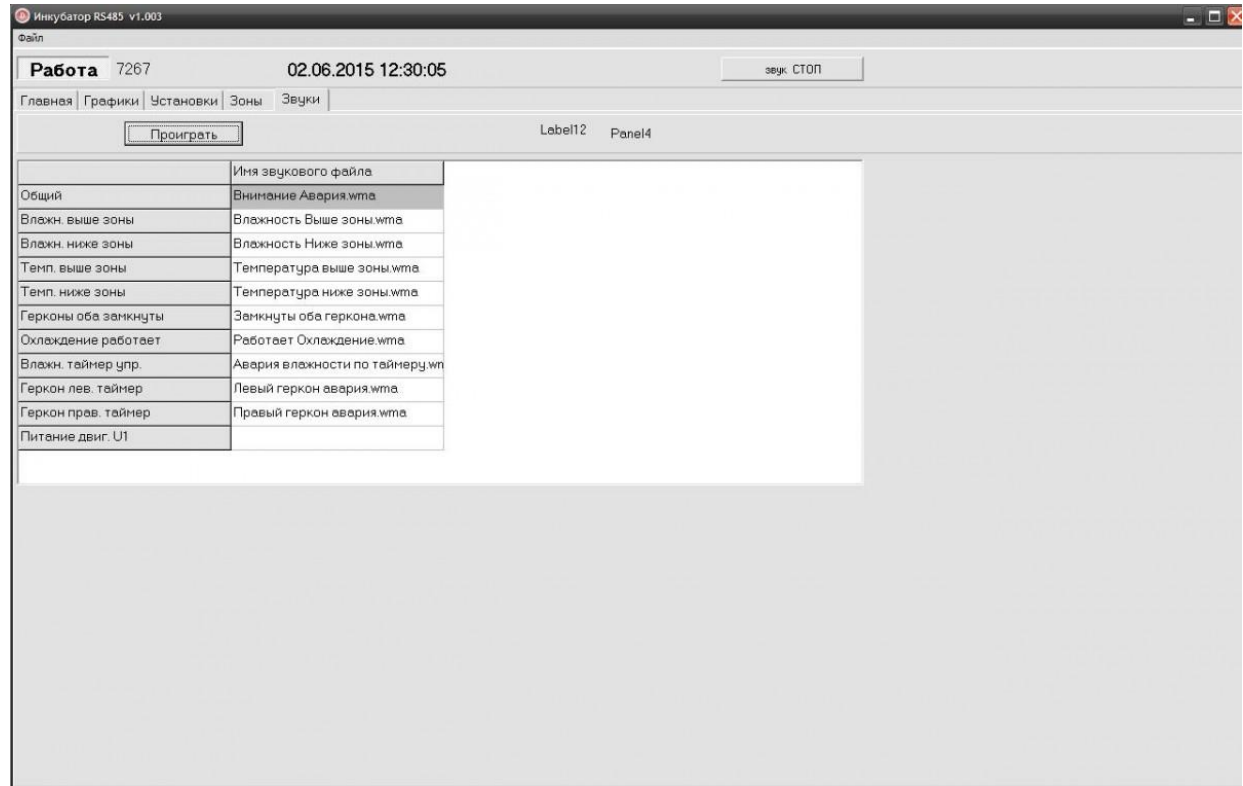 Инкубатор RS485 v1.003
Файл
Работа 7267 02.06.2015 12:30:05 звук СТОП
Главная Графики Установки Зоны Звуки
Проиграть Label12 Panel4
Имя звукового файла
Общий Внимание Авария.wma
Влажн. выше зоны Влажность Выше зоны.wma
Влажн. ниже зоны Влажность Ниже зоны.wma
Темп. выше зоны Температура выше зоны.wma
Темп. ниже зоны Температура ниже зоны.wma
Герконы оба замкнуты Замкнуты оба геркона.wma
Охлаждение работает Работает Охлаждение.wma
Влажн. таймер упр. Авария влажности по таймеру.wm
Геркон лев. таймер Левый геркон авария.wma
Геркон прав. таймер Правый геркон авария.wma
Питание двиг. U1